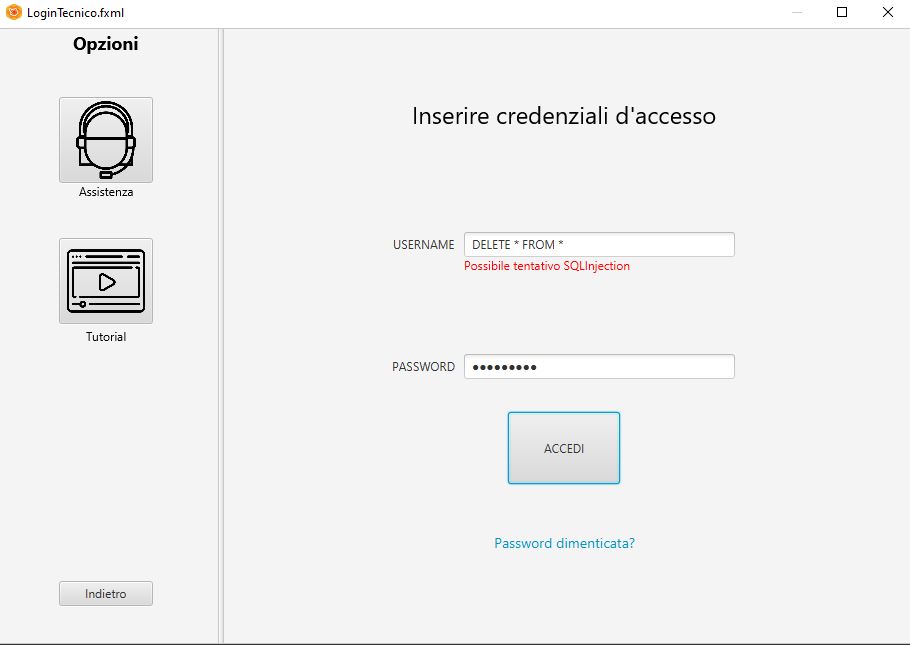 LoginTecnico.fxml
Opzioni
Assistenza
Tutorial
Indietro
Inserire credenziali d'accesso
USERNAME DELETE * FROM *
Possibile tentativo SQLInjection
PASSWORD •••••••••
ACCEDI
Password dimenticata?